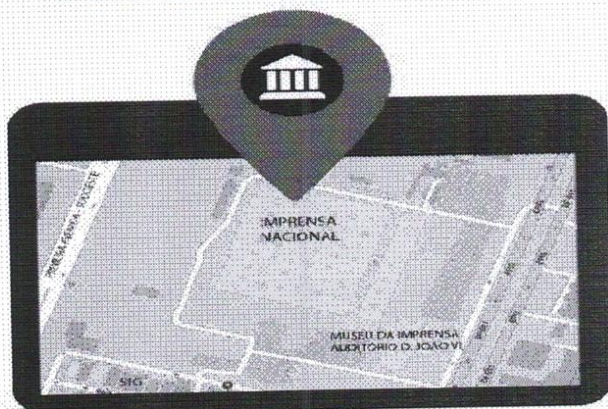 IMPRENSA
NACIONAL
MUSEU DA IMPRENSA
AUDITÓRIO D. JOÃO VI
SIG